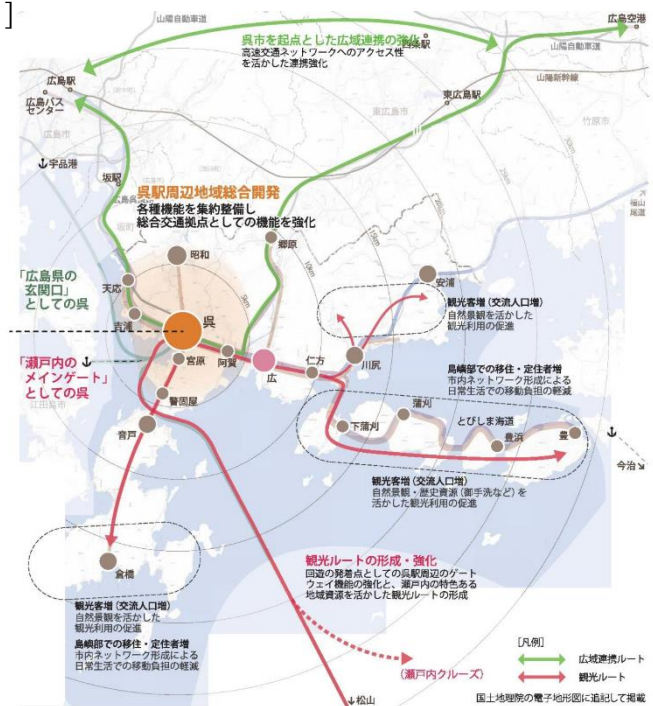 ]
山陽自動車道
呉市を起点とした広域連携の強化
高速交通ネットワークへのアクセス性
を活かした連携強化
西条駅
広島空港
山陽自動車道
山陽新幹線
広島駅
広島バス
センター
広島市
東広島駅
東広島市
竹原市
宇品港
坂駅
坂町
呉駅周辺地域総合開発
各種機能を集約整備し
総合交通拠点としての機能を強化
福山
尾道
郷原
昭和
安浦
「広島県の
玄関口」
としての呉
天応
吉浦
呉
5km
10km
15km
20km
25km
30km
観光客増(交流人口増)
自然景観を活かした
観光利用の促進
「瀬戸内の
メインゲート」
としての呉
宮原
阿賀
広
仁方
川尻
江田島市
警固屋
音戸
島嶼部での移住・定住者増
市内ネットワーク形成による
日常生活での移動負担の軽減
下蒲刈
蒲刈
とびしま海道
豊浜
豊
今治
観光客増(交流人口増)
自然景観・歴史資源(御手洗など)を
活かした観光利用の促進
倉橋
観光ルートの形成・強化
回遊の発着点としての呉駅周辺のゲート
ウェイ機能の強化と、瀬戸内の特色ある
地域資源を活かした観光ルートの形成
観光客増(交流人口増)
自然景観を活かした
観光利用の促進
島嶼部での移住・定住者増
市内ネットワーク形成による
日常生活での移動負担の軽減
(瀬戸内クルーズ)
↓松山
[凡例]
広域連携ルート
観光ルート
国土地理院の電子地形図に追記して掲載